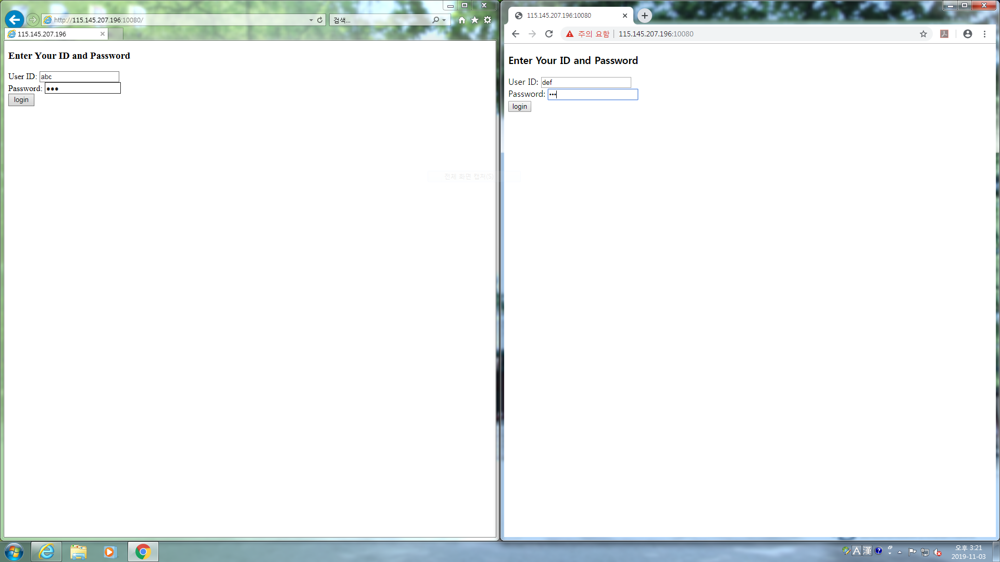 http://115.145.207.196:10080/
검색...
115.145.207.196
Enter Your ID and Password
User ID: abc
Password: •••
login
전체 화면 캡처(S)
115.145.207.196:10080
주의 요함 115.145.207.196:10080
Enter Your ID and Password
User ID: def
Password: •••
login
A 漢
오후 3:21
2019-11-03